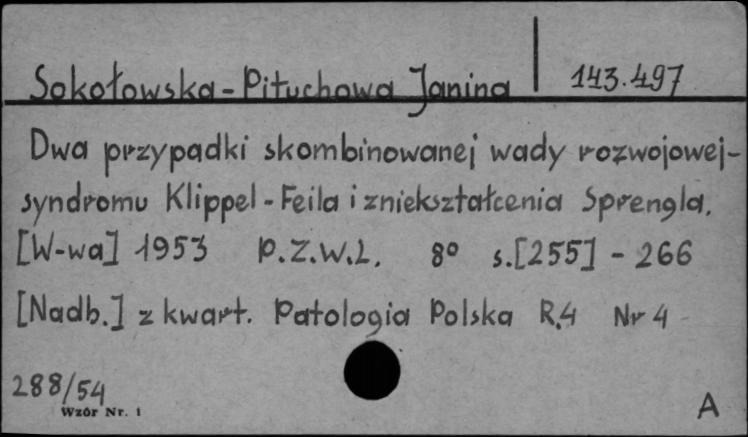 Sokołowska-Pituchowa Janina 143.497
Dwa przypadki skombinowanej wady rozwojowej-
syndromu Klippel-Feila i zniekształcenia Sprengla.
[W-wa] 1953 P.Z.W.L. 8° s.[255] - 266
[Nadb.] z kwart. Patologia Polska R.4 Nr 4
288/54
Wzór Nr. 1
A